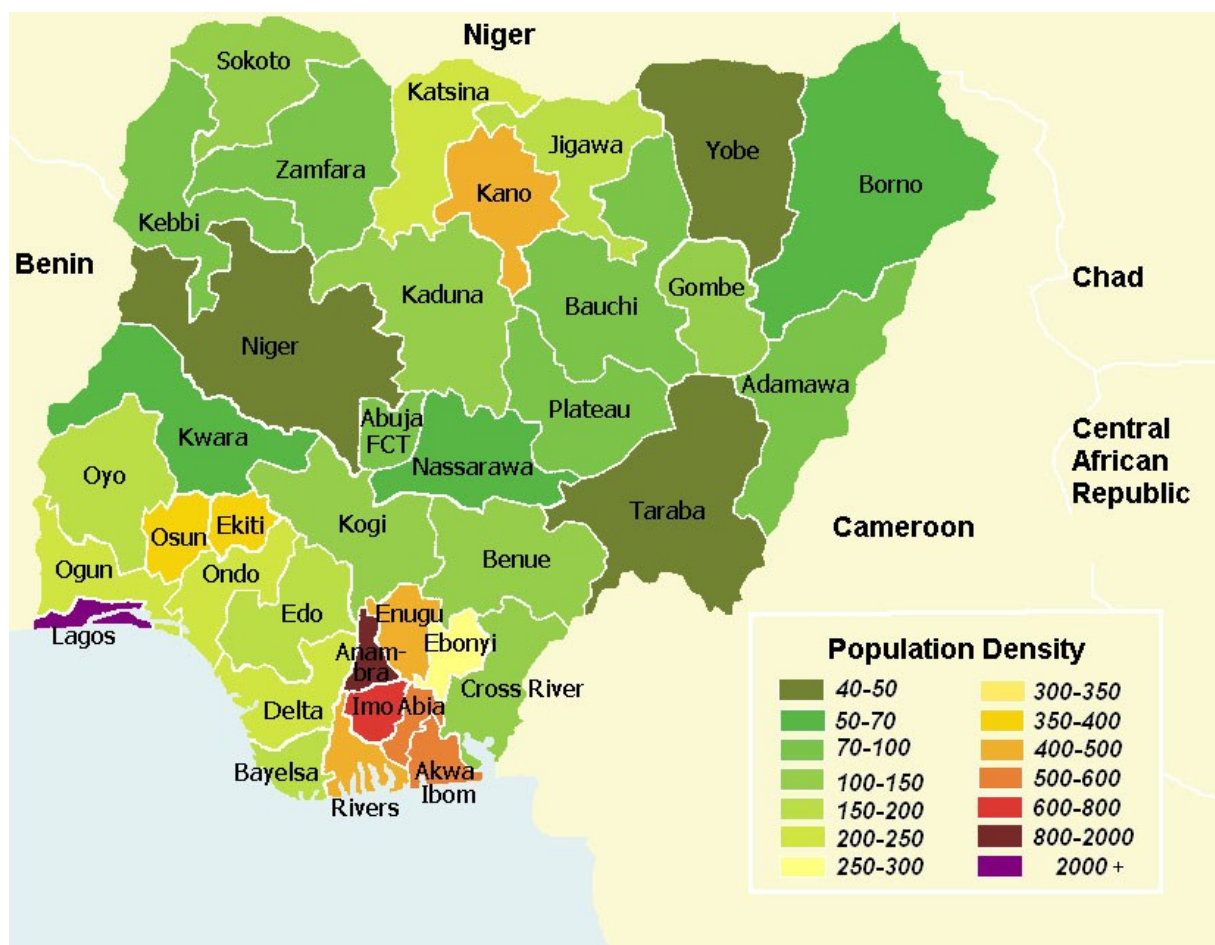 Niger
Sokoto
Katsina
Jigawa
Yobe
Zamfara
Kano
Borno
Kebbi
Benin
Chad
Kaduna
Gombe
Bauchi
Niger
Adamawa
Abuja
FCT
Plateau
Kwara
Nassarawa
Central
African
Republic
Oyo
Taraba
Kogi
Cameroon
Osun
Ekiti
Benue
Ogun
Ondo
Edo
Enugu
Lagos
Ebonyi
Anam-
bra
Cross River
Delta
Imo
Abia
Bayelsa
Akwa
Ibom
Rivers
Population Density
40-50
50-70
70-100
100-150
150-200
200-250
250-300
300-350
350-400
400-500
500-600
600-800
800-2000
2000 +